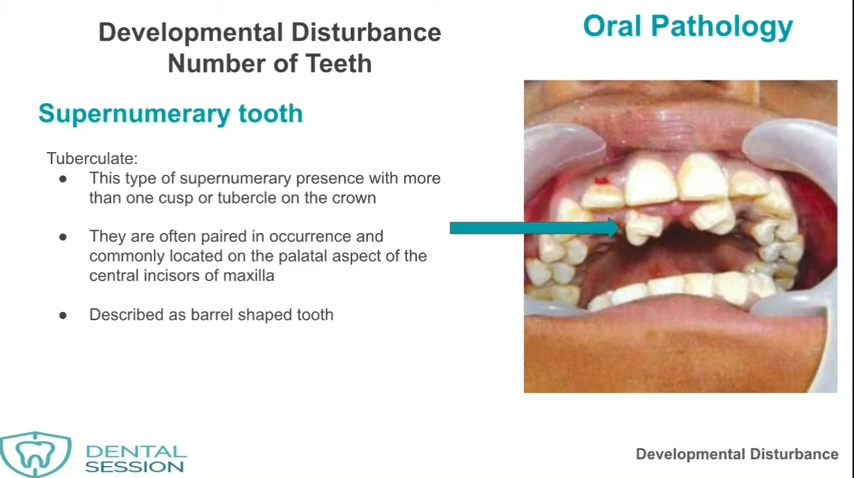 Developmental Disturbance
Number of Teeth
Oral Pathology
Supernumerary tooth
Tuberculate:
● This type of supernumerary presence with more
than one cusp or tubercle on the crown
● They are often paired in occurrence and
commonly located on the palatal aspect of the
central incisors of maxilla
● Described as barrel shaped tooth
DENTAL
SESSION
Developmental Disturbance